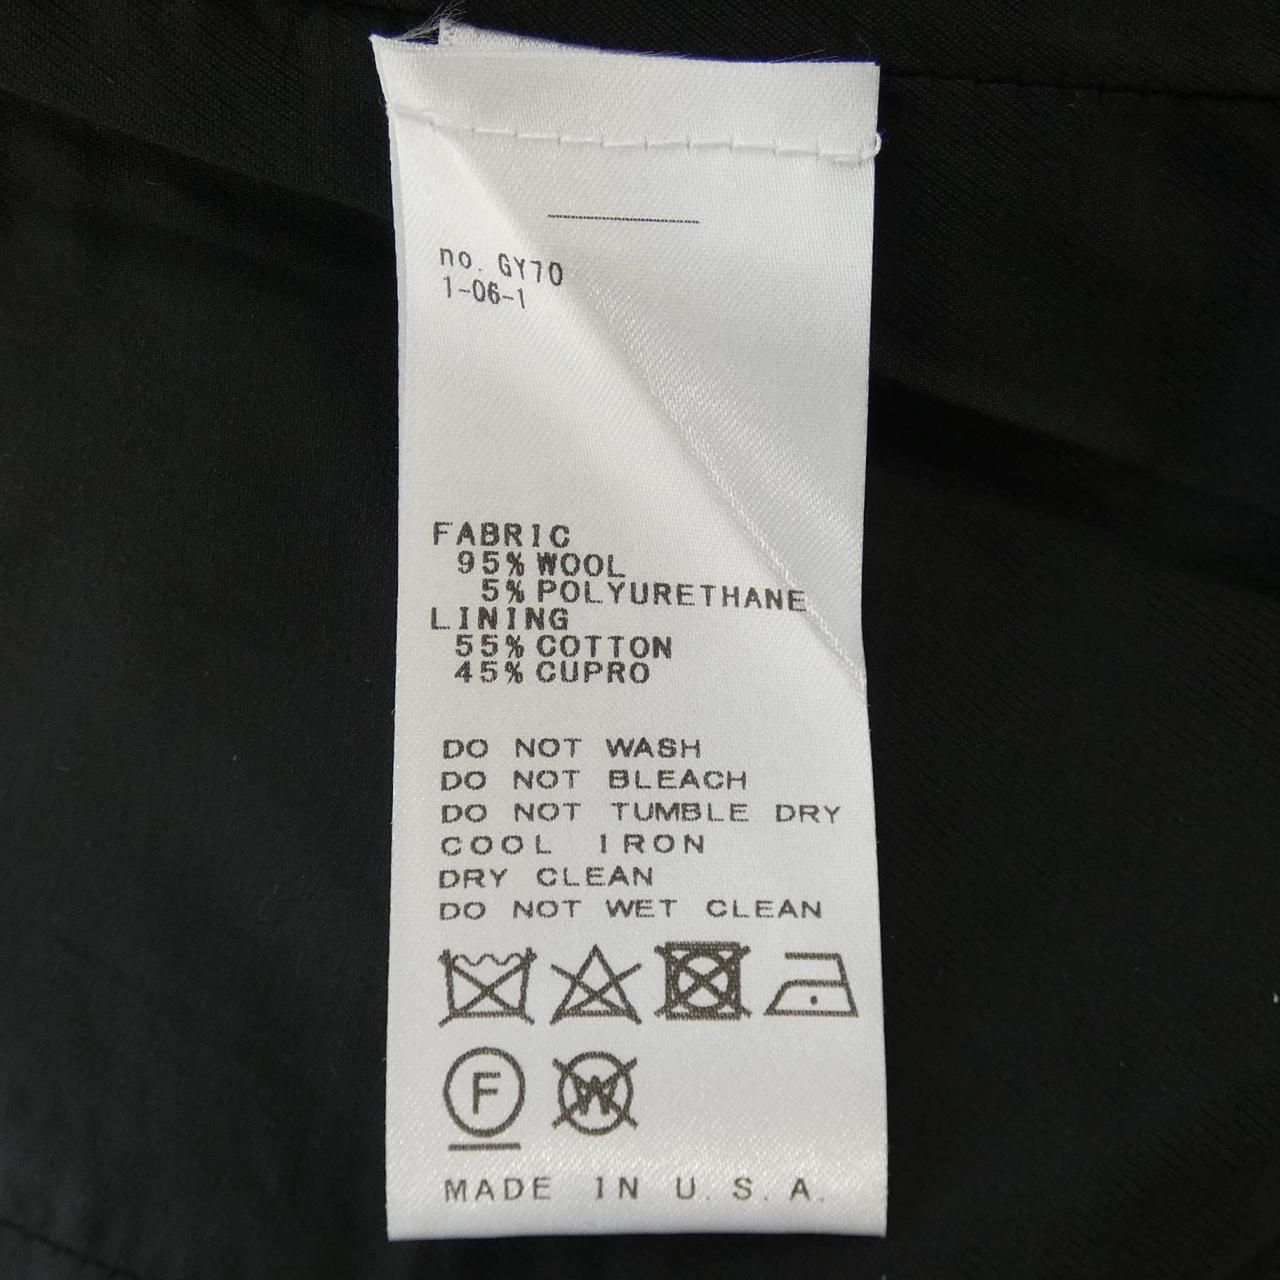 no. GY70
1-06-1
FABRIC
95% WOOL
5% POLYURETHANE
LINING
55% COTTON
45% CUPRO
DO NOT WASH
DO NOT BLEACH
DO NOT TUMBLE DRY
COOL IRON
DRY CLEAN
DO NOT WET CLEAN
F W
MADE IN U.S.A.